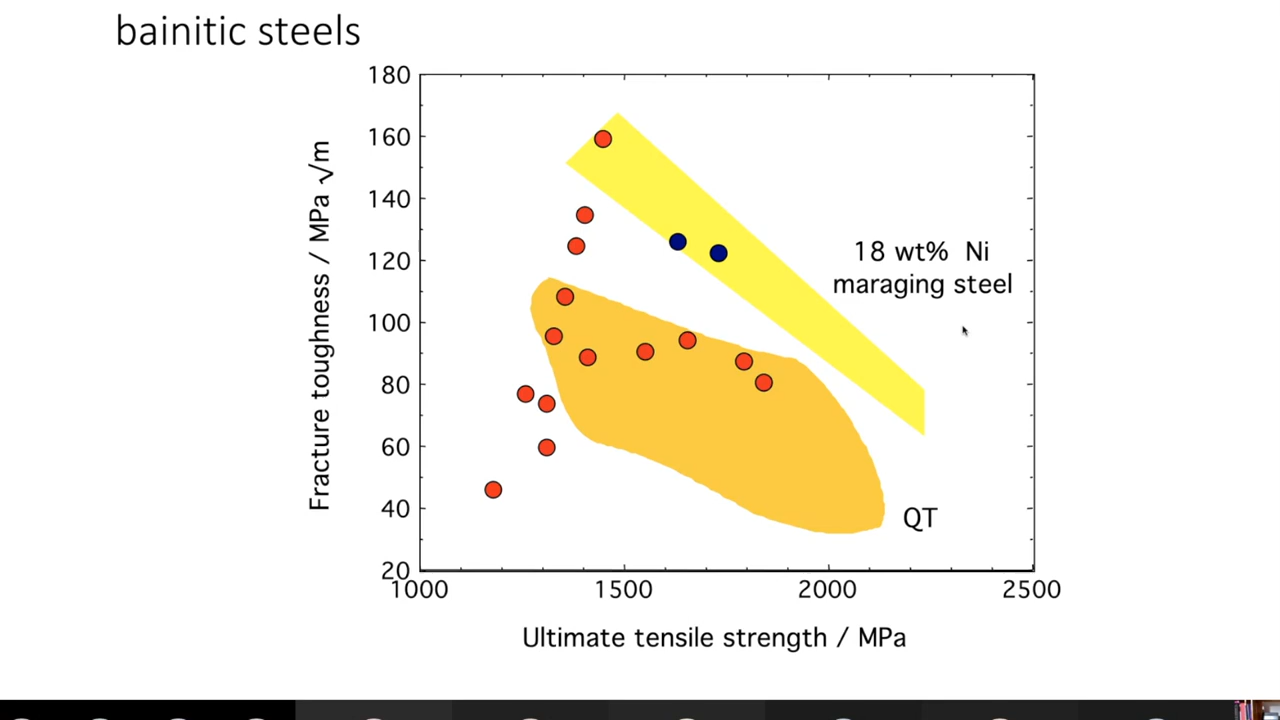 bainitic steels
180
160
140
120
100
80
60
40
20
Fracture toughness / MPa √m
18 wt% Ni
maraging steel
QT
1000 1500 2000 2500
Ultimate tensile strength / MPa